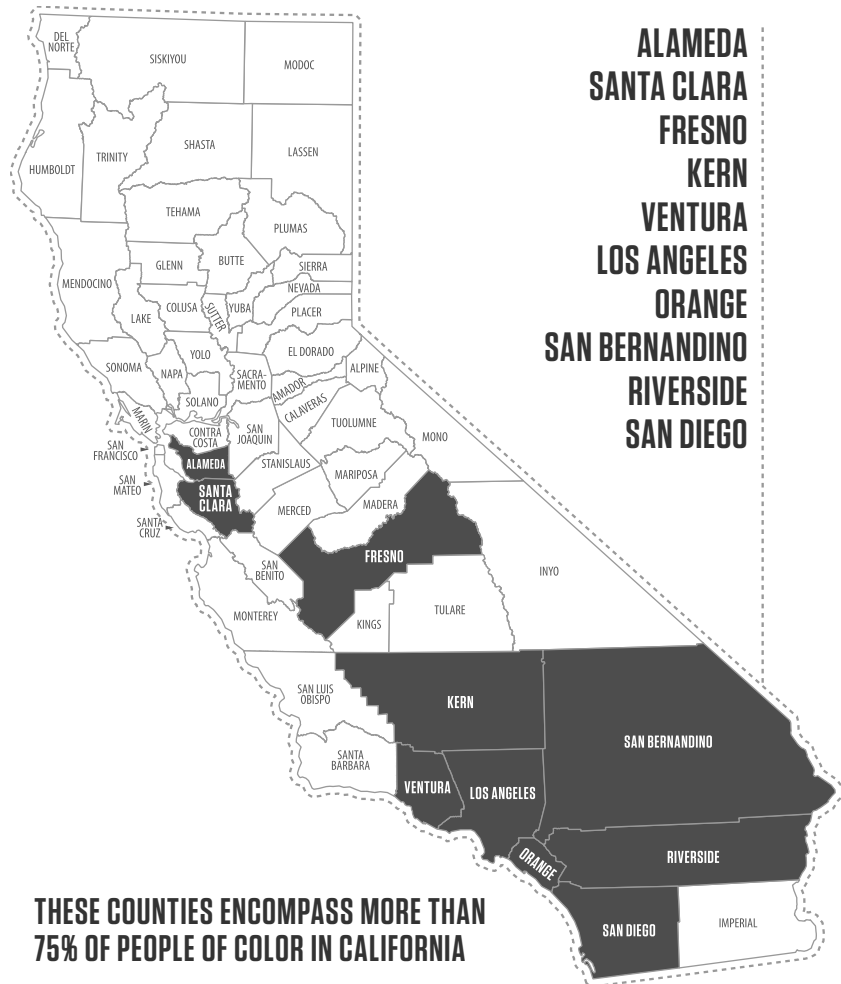 ALAMEDA
SANTA CLARA
FRESNO
KERN
VENTURA
LOS ANGELES
ORANGE
SAN BERNANDINO
RIVERSIDE
SAN DIEGO
DEL
NORTE
SISKIYOU
MODOC
HUMBOLDT
TRINITY
SHASTA
LASSEN
TEHAMA
PLUMAS
MENDOCINO
GLENN
BUTTE
SIERRA
NEVADA
LAKE
COLUSA
SUTTER
YUBA
PLACER
SONOMA
NAPA
YOLO
SACRA-
MENTO
EL DORADO
ALPINE
AMADOR
SOLANO
CALAVERAS
MARIN
CONTRA
COSTA
SAN
JOAQUIN
TUOLUMNE
MONO
SAN
FRANCISCO
ALAMEDA
STANISLAUS
SAN
MATEO
SANTA
CLARA
MARIPOSA
MERCED
MADERA
SANTA
CRUZ
FRESNO
SAN
BENITO
INYO
MONTEREY
KINGS
TULARE
SAN LUIS
OBISPO
KERN
SAN BERNANDINO
SANTA
BARBARA
VENTURA
LOS ANGELES
ORANGE
RIVERSIDE
SAN DIEGO
IMPERIAL
THESE COUNTIES ENCOMPASS MORE THAN
75% OF PEOPLE OF COLOR IN CALIFORNIA